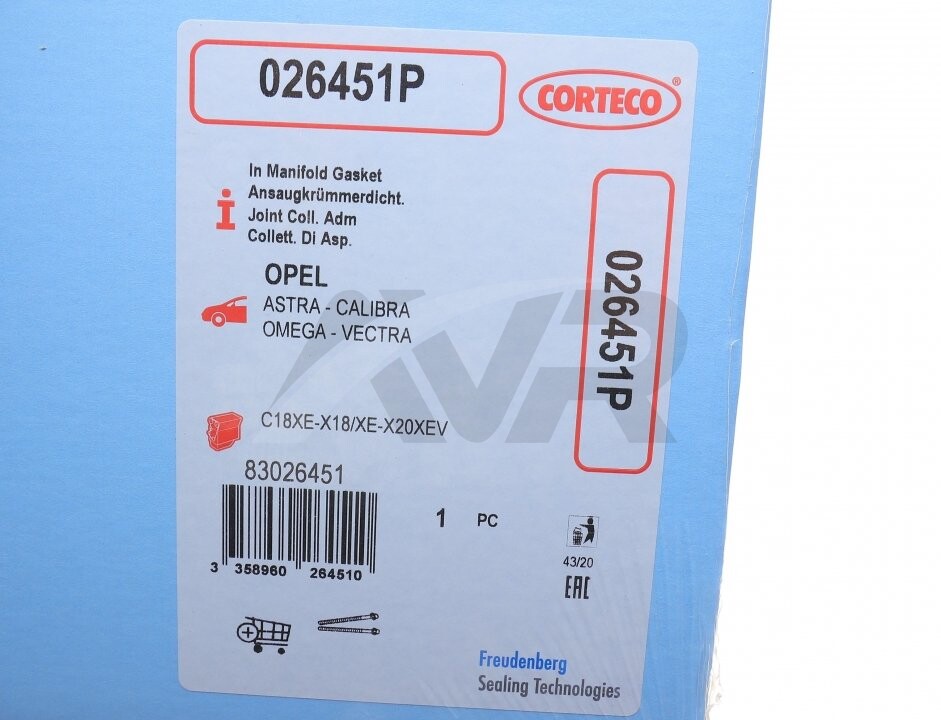 026451P
CORTECO®
In Manifold Gasket
Ansaugkrümmerdicht.
Joint Coll. Adm
Collett. Di Asp.
026451P
OPEL
ASTRA - CALIBRA
OMEGA - VECTRA
AVR
C18XE-X18/XE-X20XEV
83026451
1 PC
3 358960 264510
43/20
EAC
Freudenberg
Sealing Technologies